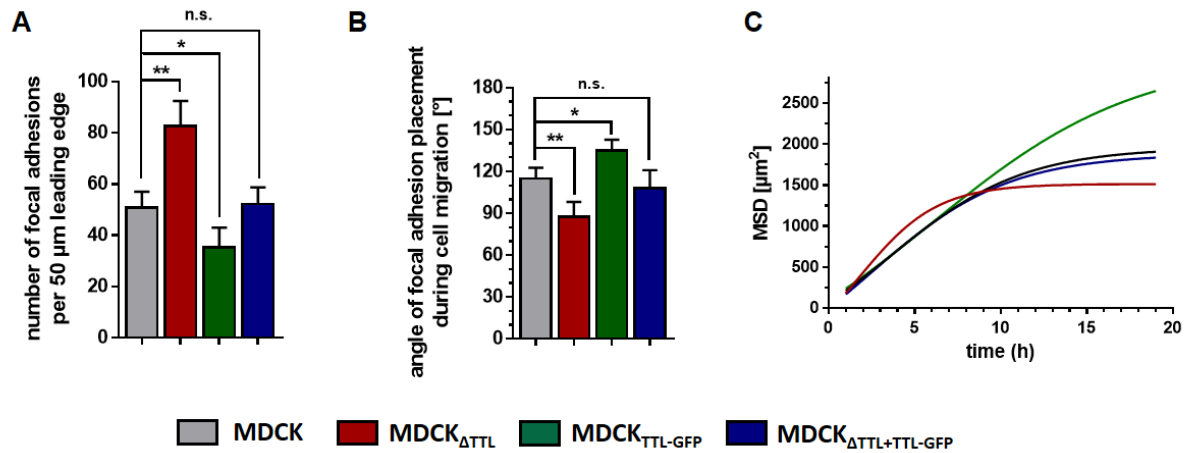 A
number of focal adhesions
per 50 µm leading edge
100
80
60
40
20
0
n.s.
*
**
B
angle of focal adhesion placement
during cell migration [°]
180
150
120
90
60
30
0
n.s.
*
**
C
MSD [µm²]
2500
2000
1500
1000
500
0
0 5 10 15 20
time (h)
MDCK MDCKΔTTL MDCKTTL-GFP MDCKΔTTL+TTL-GFP